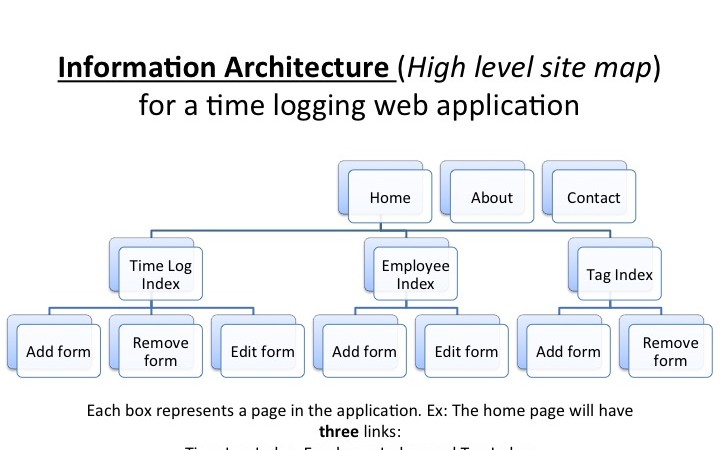 Information Architecture (High level site map)
for a time logging web application
Home
About
Contact
Time Log
Index
Employee
Index
Tag Index
Add form
Remove
form
Edit form
Add form
Edit form
Add form
Remove
form
Each box represents a page in the application. Ex: The home page will have
three links: